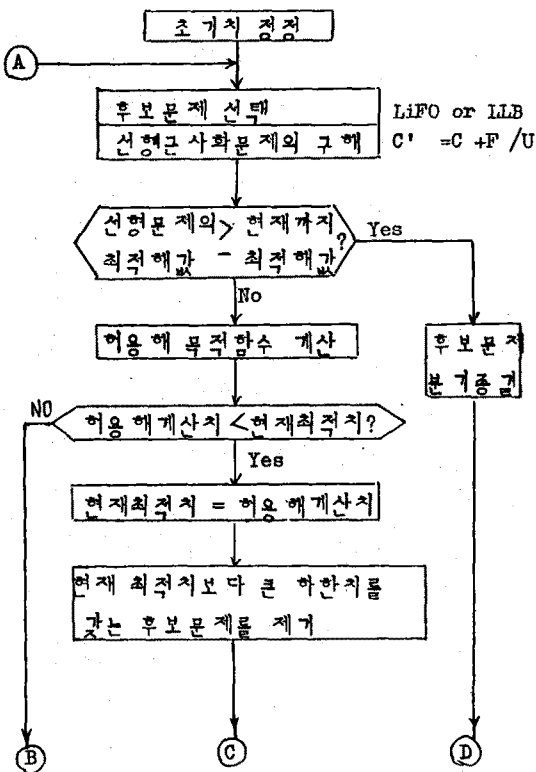 초기치 정정
A
후보문제 선택
LiFO or LLB
선형근사화문제의 구해
C' =C +F /U
선형문제의 > 현재까지
최적해값 - 최적해값 ?
Yes
No
허용해 목적함수 계산
후보문제
분기종결
NO
허용해계산치 <현재최적치?
Yes
현재최적치 = 허용해계산치
현재 최적치보다 큰 하한치를
갖는 후보문제를 제거
B
C
D